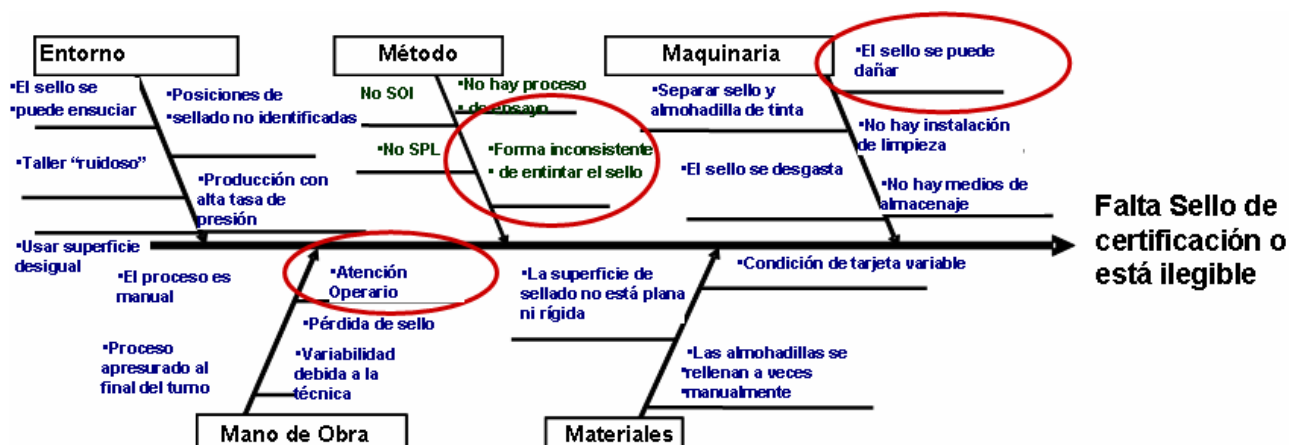 Entorno
Método
Maquinaria
•El sello se puede
dañar
•El sello se
•puede ensuciar
•Posiciones de
•sellado no identificadas
No SOI
•No hay proceso
•de ensayo
•Separar sello y
almohadilla de tinta
•No hay instalación
de limpieza
•Taller “ruidoso”
•No SPL
•Forma inconsistente
• de entintar el sello
•El sello se desgasta
•Producción con
alta tasa de
presión
•No hay medios de
almacenaje
Falta Sello de
certificación o
está ilegible
•Usar superficie
desigual
•El proceso es
manual
•Atención
Operario
•La superficie de
sellado no está plana
ni rígida
•Condición de tarjeta variable
•Pérdida de sello
•Proceso
apresurado al
final del turno
•Variabilidad
debida a la
técnica
•Las almohadillas se
•rellenan a veces
•manualmente
Mano de Obra
Materiales